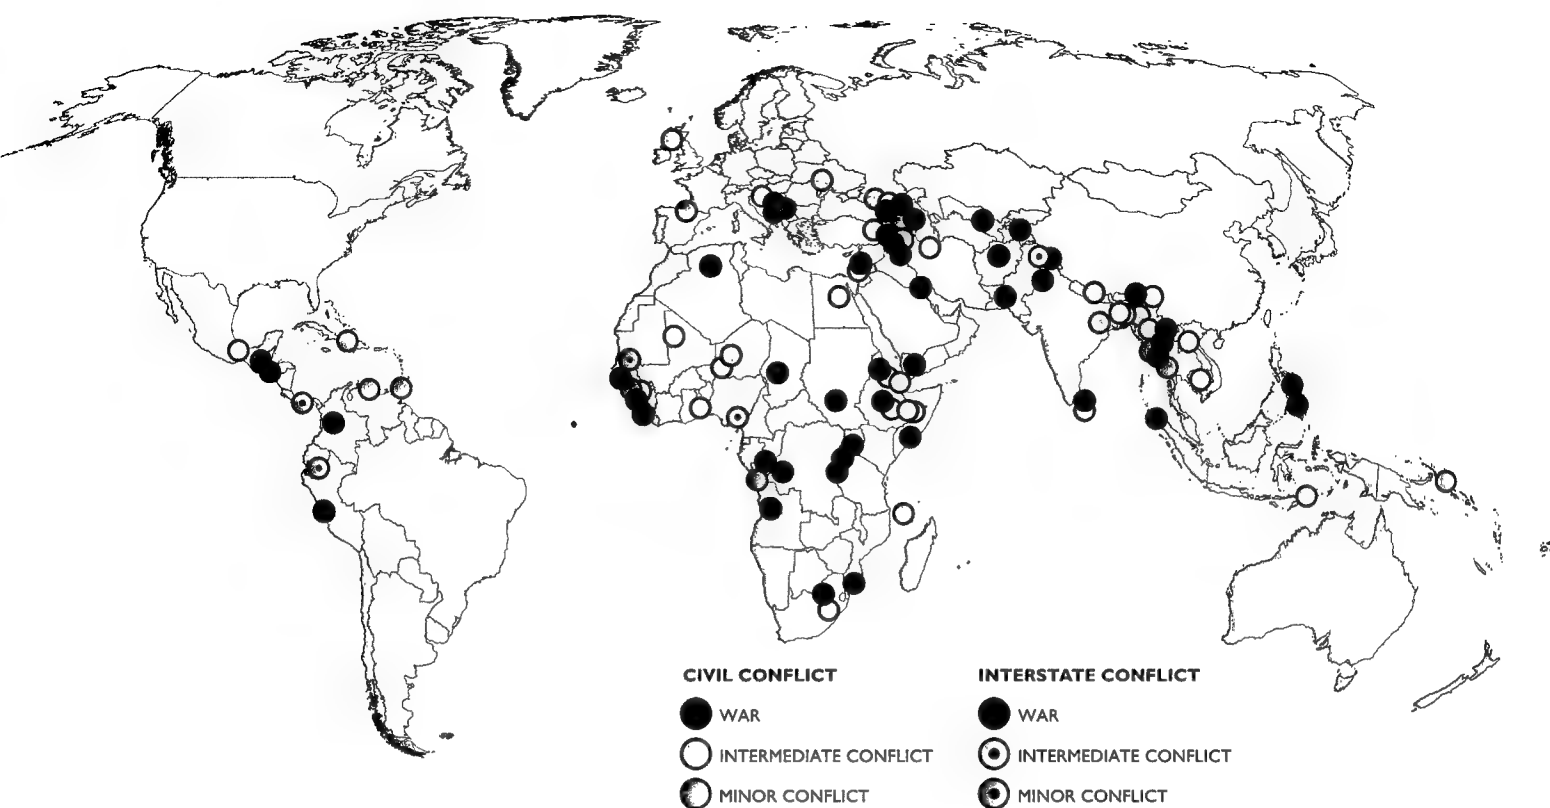 CIVIL CONFLICT
WAR
INTERMEDIATE CONFLICT
MINOR CONFLICT
INTERSTATE CONFLICT
WAR
INTERMEDIATE CONFLICT
MINOR CONFLICT